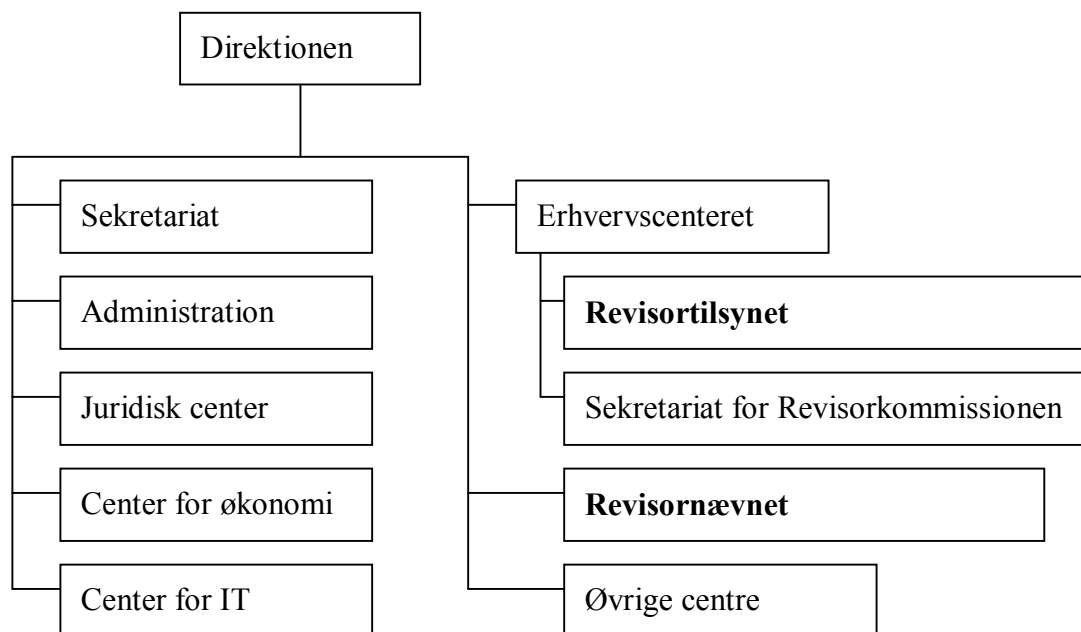 Direktionen
Sekretariat
Administration
Juridisk center
Center for økonomi
Center for IT
Erhvervscenteret
Revisortilsynet
Sekretariat for Revisorkommissionen
Revisornævnet
Øvrige centre